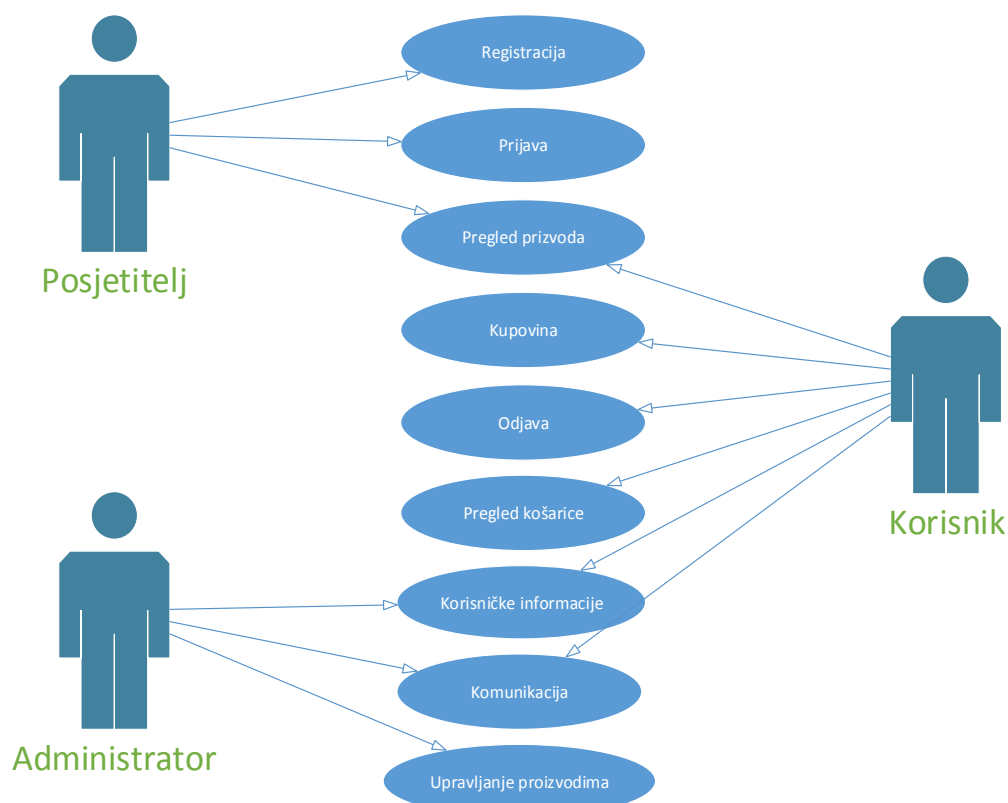 Registracija
Prijava
Pregled prizvoda
Posjetitelj
Kupovina
Odjava
Pregled košarice
Korisnik
Korisničke informacije
Komunikacija
Administrator
Upravljanje proizvodima